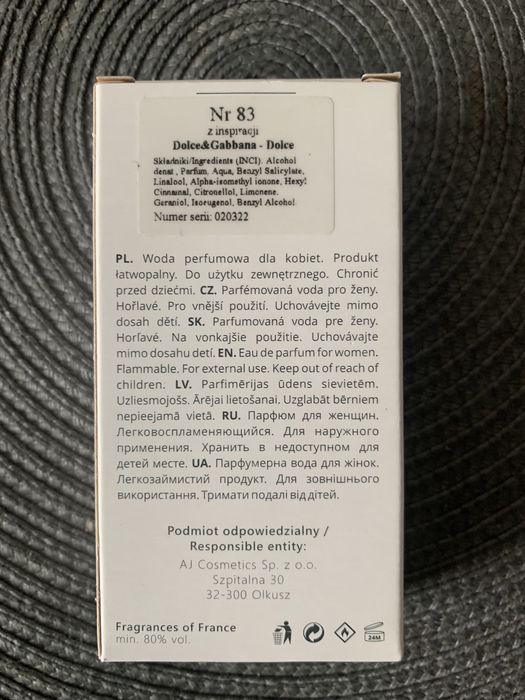 Nr 83
z inspiracji
Dolce&Gabbana - Dolce
Składniki/Ingredients (INCI). Alcohol
denat., Parfum, Aqua, Benzyl Salicylate,
Linalool, Alpha-isomethyl ionone, Hexyl
Cinnamal, Citronellol, Limonene,
Geraniol, Isoeugenol, Benzyl Alcohol
Numer serii: 020322
PL. Woda perfumowa dla kobiet. Produkt
łatwopalny. Do użytku zewnętrznego. Chronić
przed dziećmi. CZ. Parfémovaná voda pro ženy.
Hořlavé. Pro vnější použití. Uchovávejte mimo
dosah dětí. SK. Parfumovaná voda pre ženy.
Horľavé. Na vonkajšie použitie. Uchovávajte
mimo dosahu detí. EN. Eau de parfum for women.
Flammable. For external use. Keep out of reach of
children. LV. Parfimērijas ūdens sievietēm.
Uzliesmojošs. Ārējai lietošanai. Uzglabāt bērniem
nepieejamā vietā. RU. Парфюм для женщин.
Легковоспламеняющийся. Для наружного
применения. Хранить в недоступном для
детей месте. UA. Парфумерна вода для жінок.
Легкозаймистий продукт. Для зовнішнього
використання. Тримати подалі від дітей.
Podmiot odpowiedzialny /
Responsible entity:
AJ Cosmetics Sp. z o.o.
Szpitalna 30
32-300 Olkusz
Fragrances of France
min. 80% vol.
24M